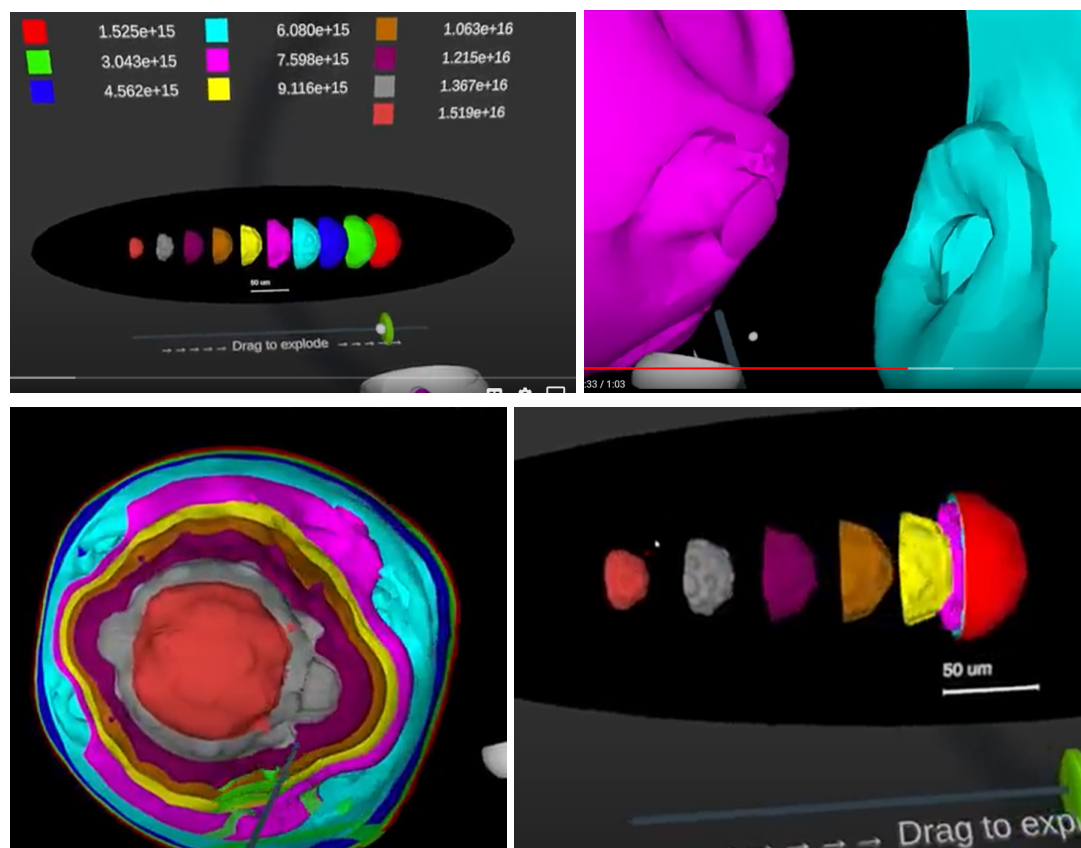 1.525e+15 6.080e+15 1.063e+16
3.043e+15 7.598e+15 1.215e+16
4.562e+15 9.116e+15 1.367e+16
1.519e+16
50 um
→→→→→ Drag to explode →→→→→
:33 / 1:03
50 um
→ → → → Drag to exp